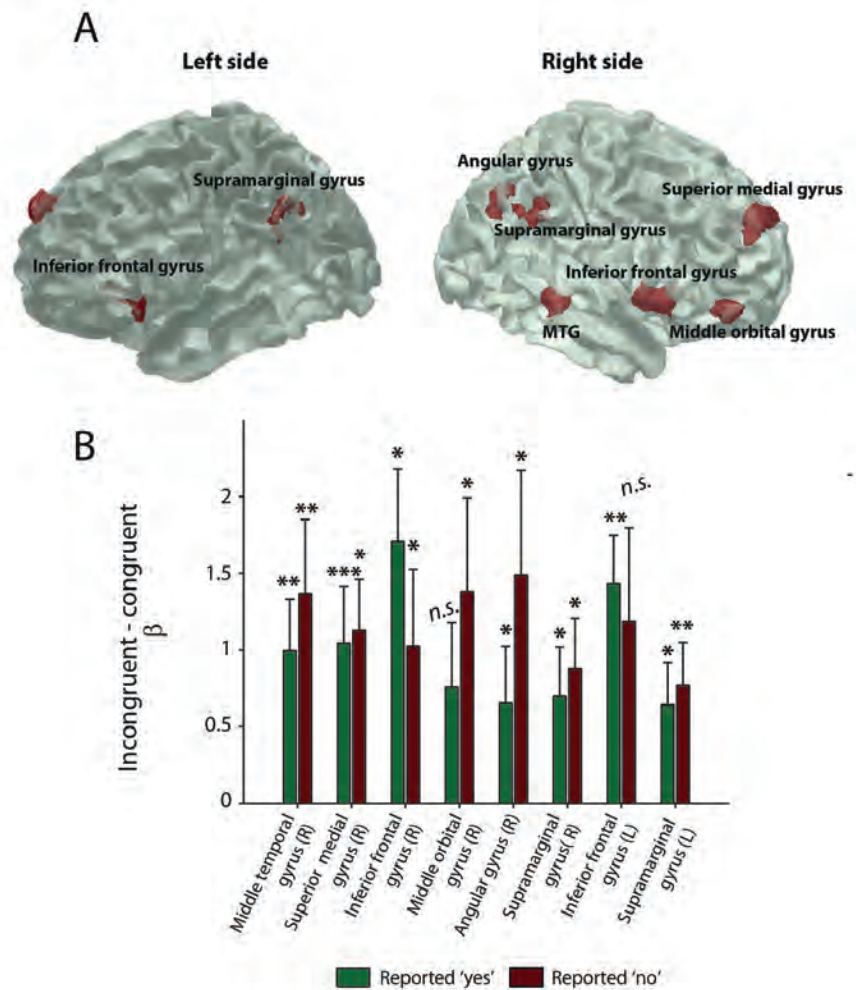 A
Left side
Right side
Angular gyrus
Supramarginal gyrus
Superior medial gyrus
Supramarginal gyrus
Inferior frontal gyrus
Inferior frontal gyrus
MTG
Middle orbital gyrus
B
Incongruent - congruent
β
2
1.5
1
0.5
0
**
**
***
*
*
*
n.s.
*
*
*
*
*
**
n.s.
*
**
Middle temporal
gyrus (R)
Superior medial
gyrus (R)
Inferior frontal
gyrus (R)
Middle orbital
gyrus (R)
Angular gyrus (R)
Supramarginal
gyrus( R)
Inferior frontal
gyrus (L)
Supramarginal
gyrus (L)
Reported 'yes'
Reported 'no'